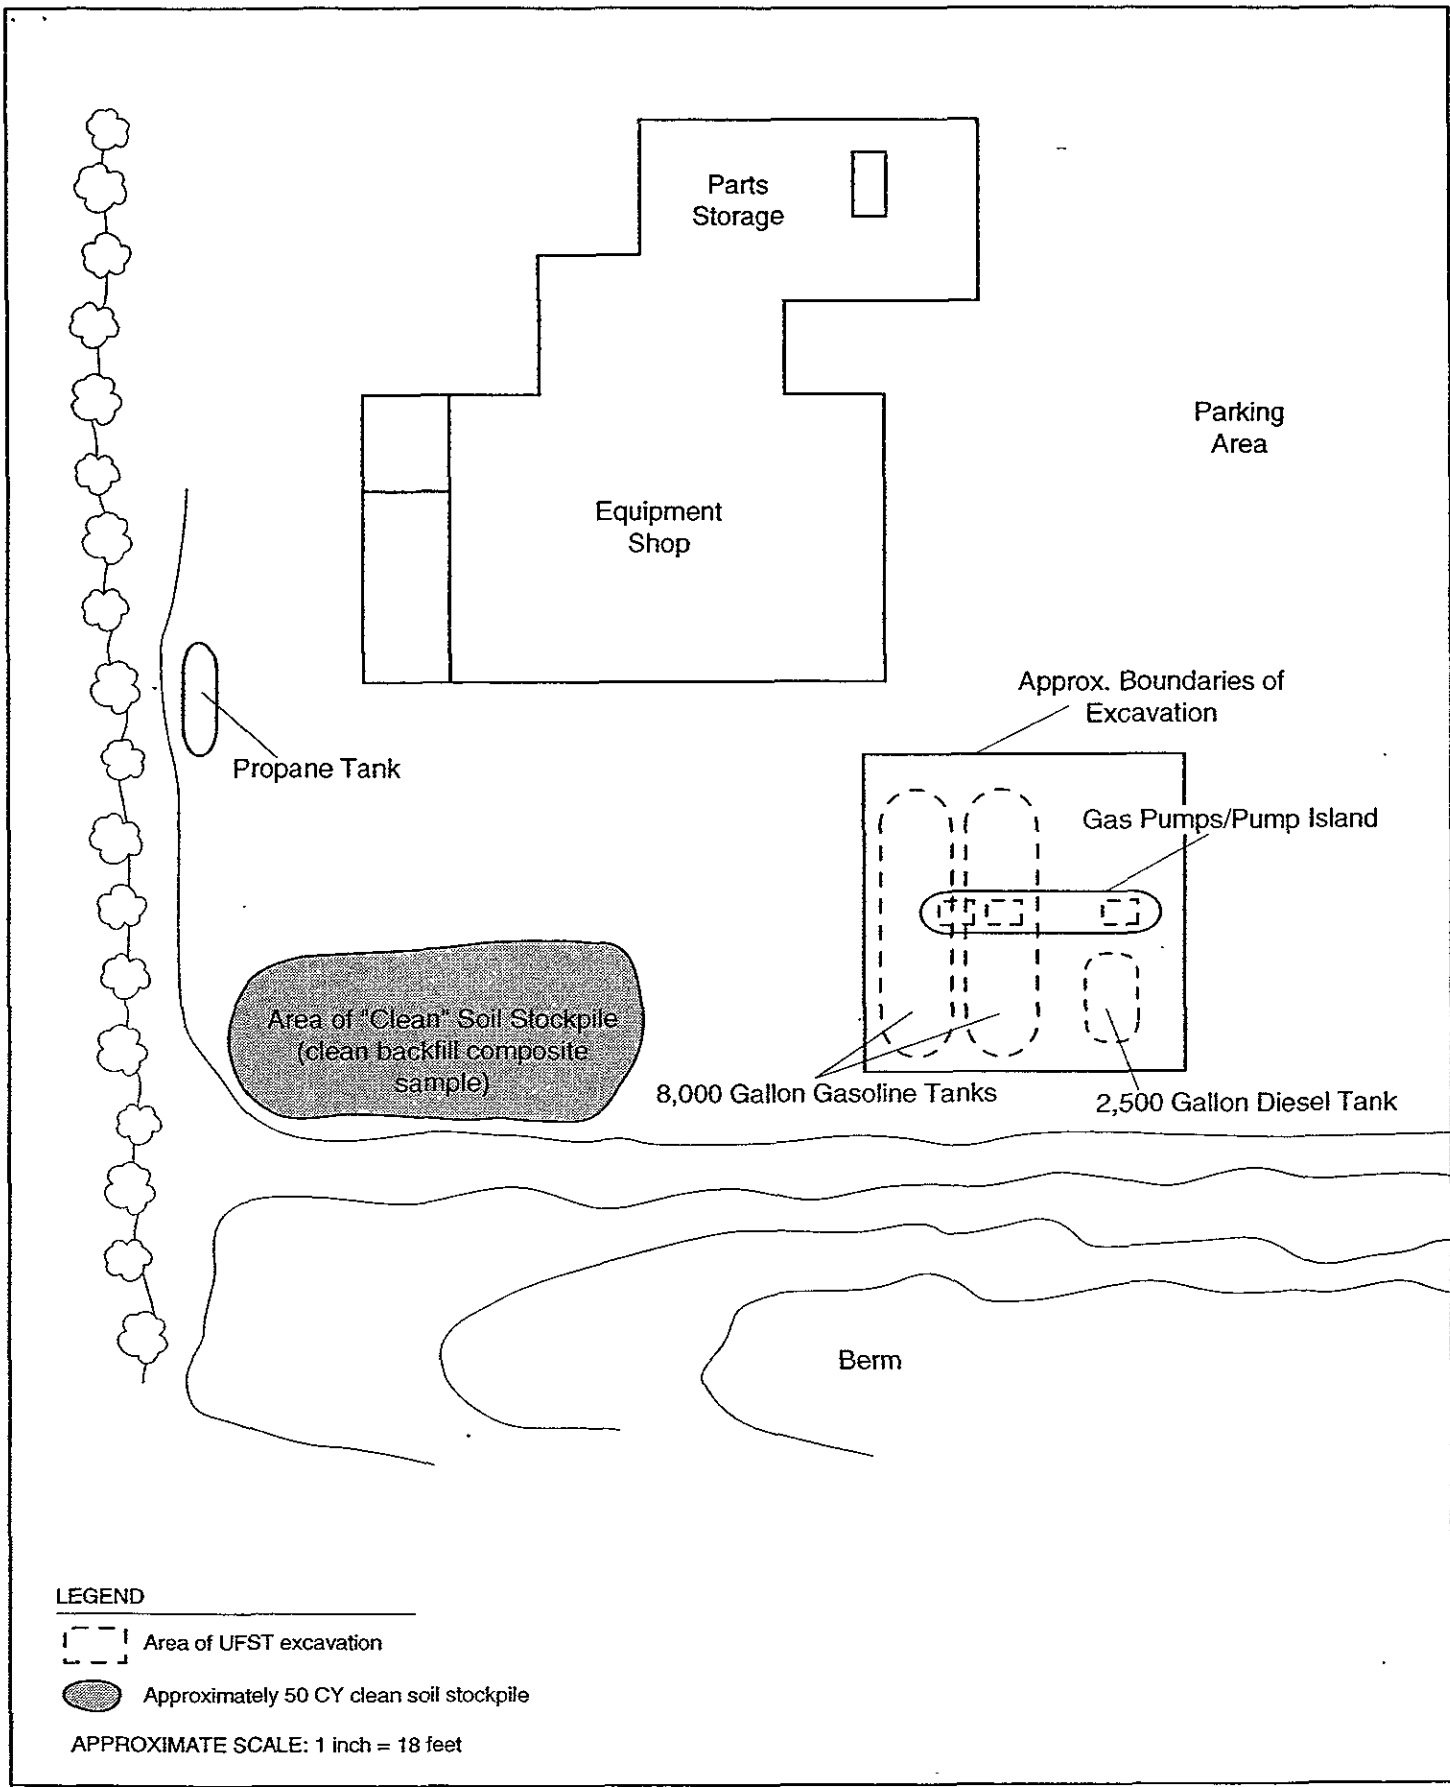 Parts
Storage
Parking
Area
Equipment
Shop
Approx. Boundaries of
Excavation
Propane Tank
Gas Pumps/Pump Island
Area of "Clean" Soil Stockpile
(clean backfill composite
sample)
8,000 Gallon Gasoline Tanks
2,500 Gallon Diesel Tank
Berm
LEGEND
Area of UFST excavation
Approximately 50 CY clean soil stockpile
APPROXIMATE SCALE: 1 inch = 18 feet